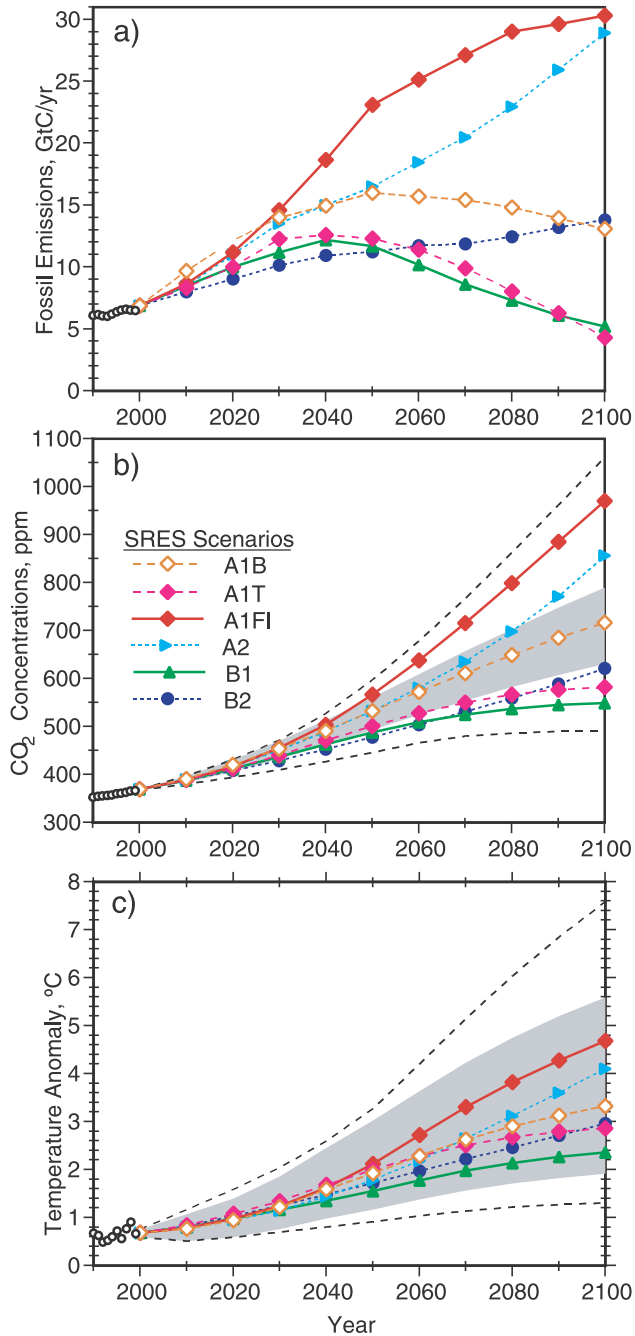 a)
Fossil Emissions, GtC/yr
30
25
20
15
10
5
0
2000 2020 2040 2060 2080 2100
b)
CO2 Concentrations, ppm
1100
1000
900
800
700
600
500
400
300
SRES Scenarios
A1B
A1T
A1FI
A2
B1
B2
2000 2020 2040 2060 2080 2100
c)
Temperature Anomaly, ºC
8
7
6
5
4
3
2
1
0
2000 2020 2040 2060 2080 2100
Year